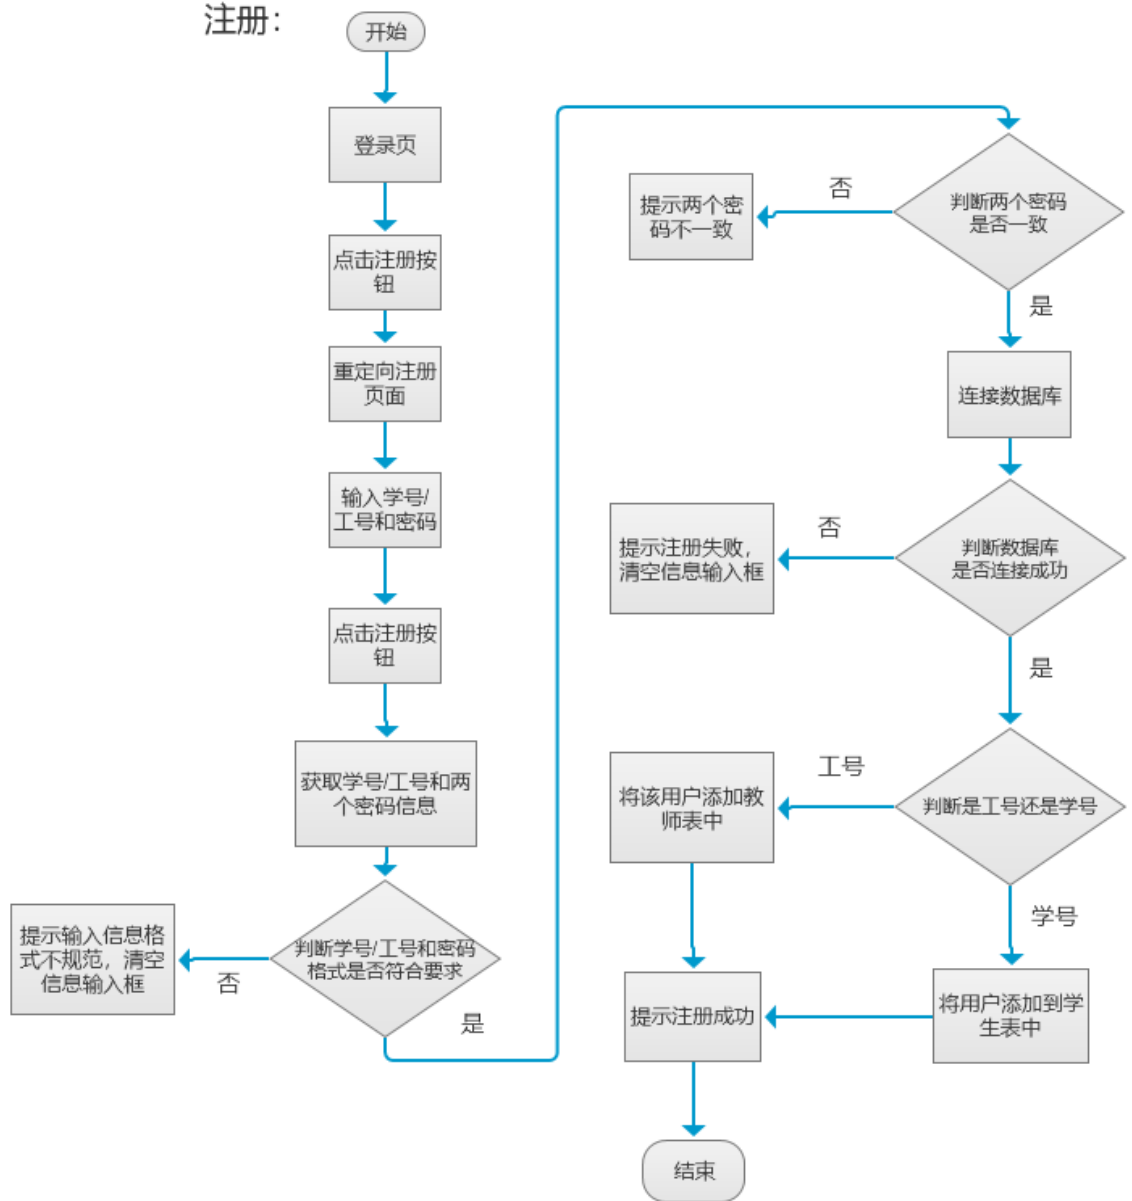 注册：
开始
登录页
点击注册按
钮
重定向注册
页面
输入学号/
工号和密码
点击注册按
钮
获取学号/工号和两
个密码信息
判断学号/工号和密码
格式是否符合要求
否
提示输入信息格
式不规范，清空
信息输入框
是
判断两个密码
是否一致
否
提示两个密
码不一致
是
连接数据库
判断数据库
是否连接成功
否
提示注册失败，
清空信息输入框
是
判断是工号还是学号
工号
将该用户添加教
师表中
学号
将用户添加到学
生表中
提示注册成功
结束